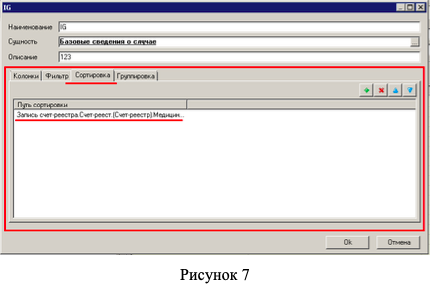 IG
Наименование IG
Сущность Базовые сведения о случае ...
Описание 123
Колонки Фильтр Сортировка Группировка
Путь сортировки
Запись счет-реестра.Счет-реест.(Счет-реестр).Медицин...
Ok Отмена
Рисунок 7